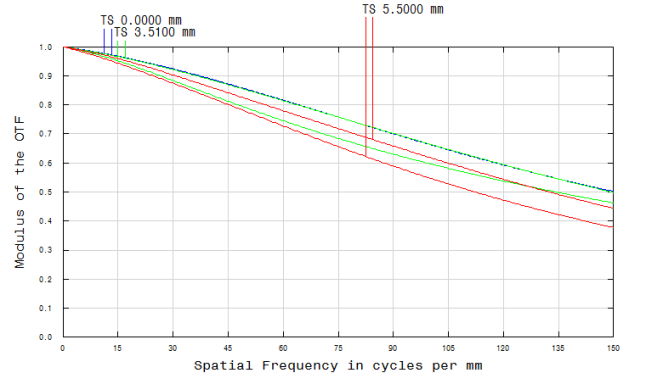 TS 5.5000 mm
TS 0.0000 mm
TS 3.5100 mm
Modulus of the OTF
1.0
0.9
0.8
0.7
0.6
0.5
0.4
0.3
0.2
0.1
0.0
0 15 30 45 60 75 90 105 120 135 150
Spatial Frequency in cycles per mm